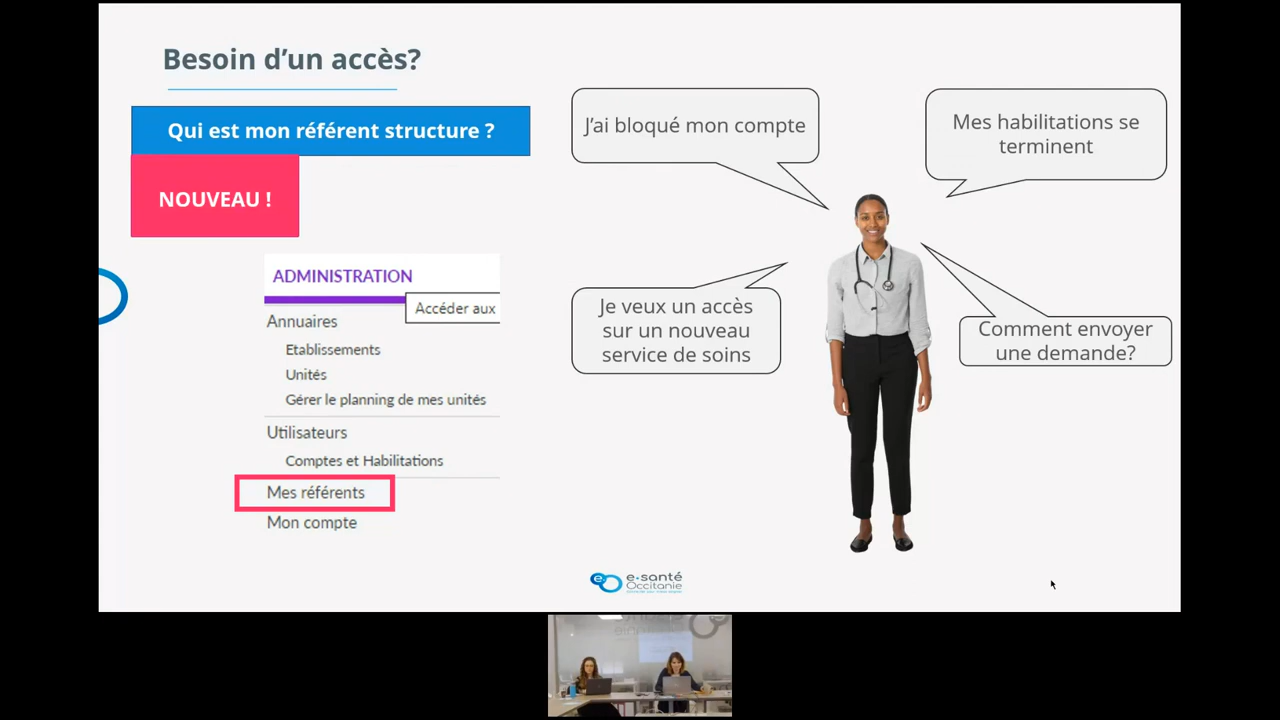 Besoin d’un accès?
Qui est mon référent structure ?
NOUVEAU !
ADMINISTRATION
Accéder aux
Annuaires
Etablissements
Unités
Gérer le planning de mes unités
Utilisateurs
Comptes et Habilitations
Mes référents
Mon compte
J’ai bloqué mon compte
Mes habilitations se
terminent
Je veux un accès
sur un nouveau
service de soins
Comment envoyer
une demande?
e·santé
Occitanie